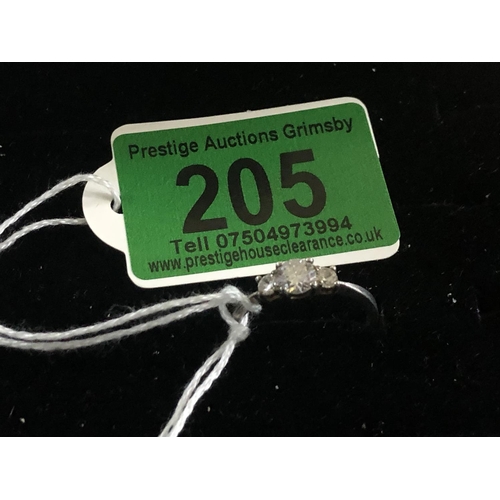 Prestige Auctions Grimsby
205
Tell 07504973994
www.prestigehouseclearance.co.uk